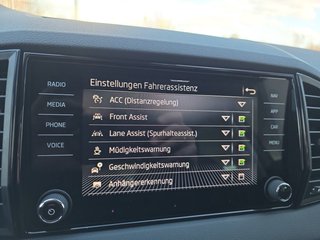 Einstellungen Fahrerassistenz
RADIO
MEDIA
PHONE
VOICE
ACC (Distanzregelung)
Front Assist
Lane Assist (Spurhalteassist.)
Müdigkeitswarnung
Geschwindigkeitswarnung
Anhängererkennung
NAV
APP
CAR
MENU